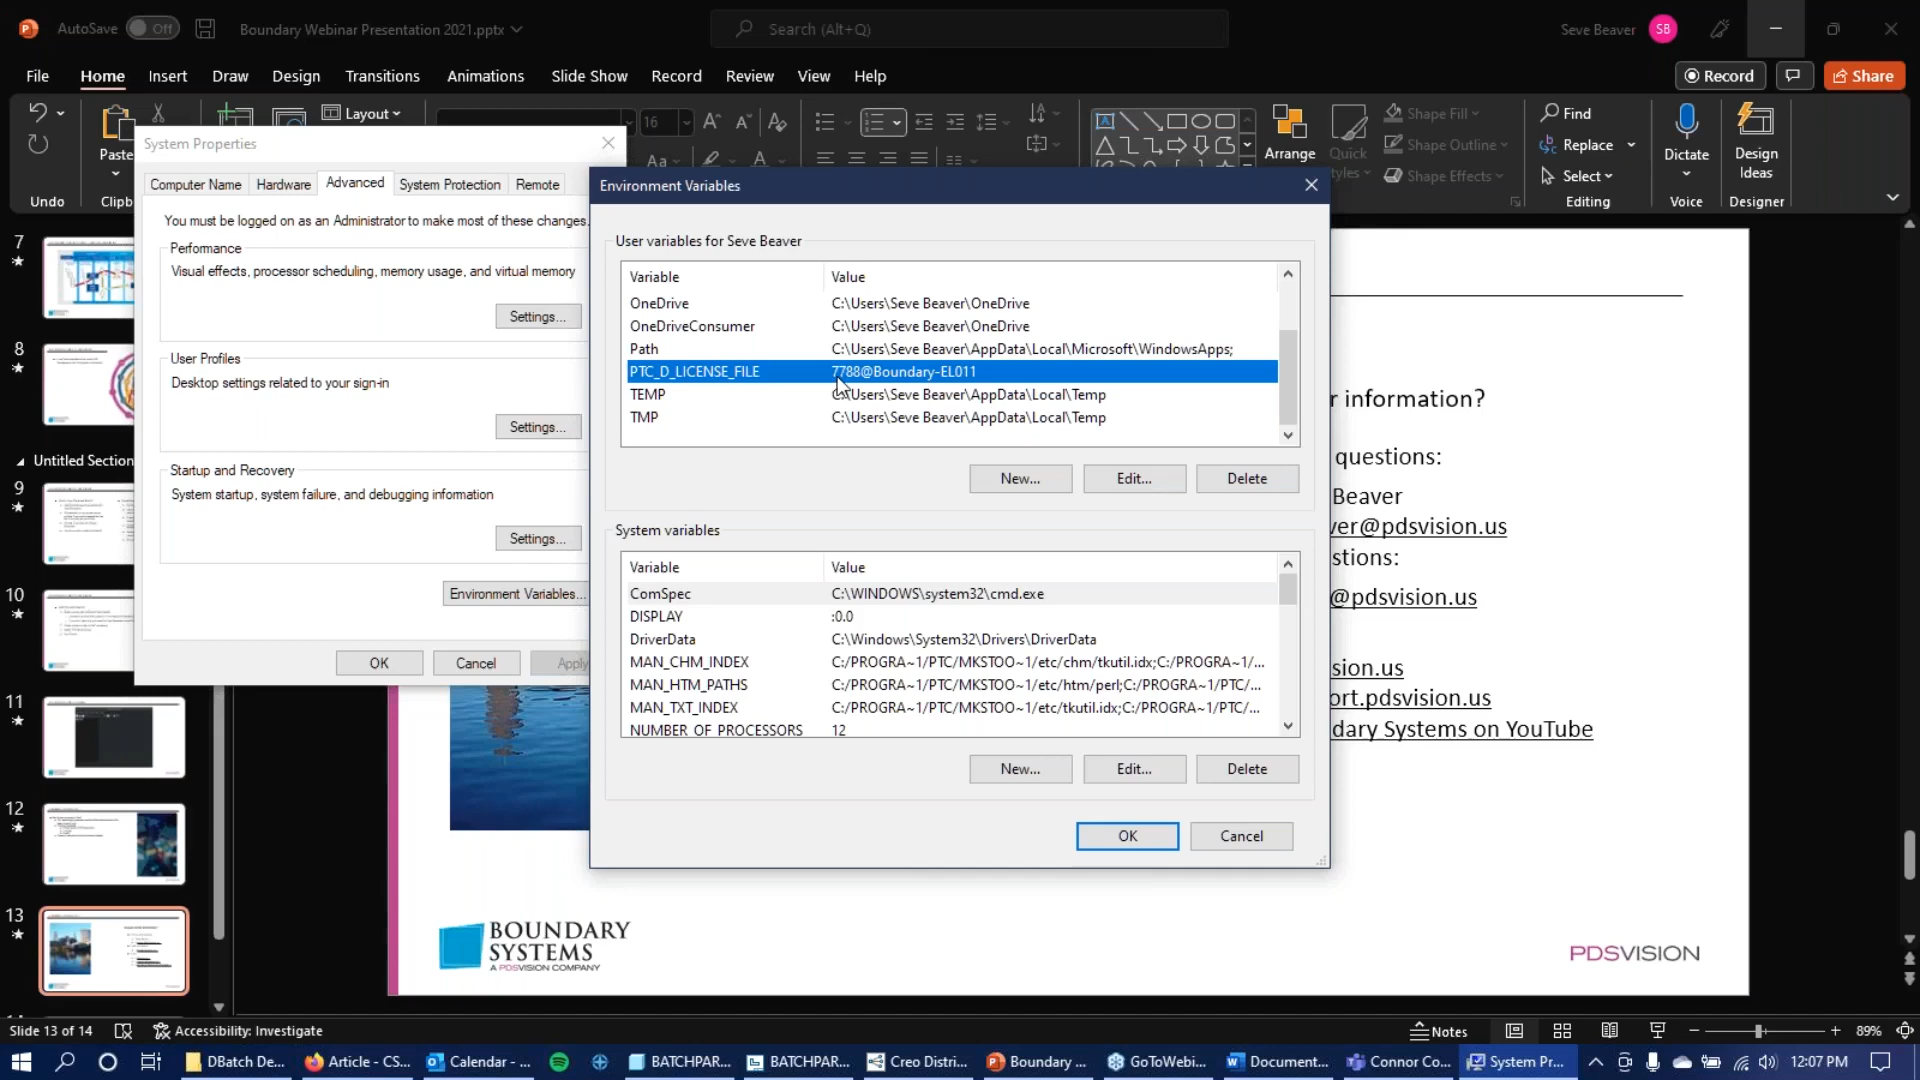 AutoSave Off Boundary Webinar Presentation 2021.pptx Search (Alt+Q) Seve Beaver SB
File Home Insert Draw Design Transitions Animations Slide Show Record Review View Help Record Share
Undo
Paste
Layout
16
Aa
A
Arrange
Quick
Shape Fill
Shape Outline
Shape Effects
Find
Replace
Select
Editing
Dictate
Voice
Design
Ideas
Designer
System Properties
Computer Name Hardware Advanced System Protection Remote
You must be logged on as an Administrator to make most of these changes.
Performance
Visual effects, processor scheduling, memory usage, and virtual memory
Settings...
User Profiles
Desktop settings related to your sign-in
Settings...
Startup and Recovery
System startup, system failure, and debugging information
Settings...
Environment Variables...
OK Cancel Apply
Environment Variables
User variables for Seve Beaver
Variable Value
OneDrive C:\Users\Seve Beaver\OneDrive
OneDriveConsumer C:\Users\Seve Beaver\OneDrive
Path C:\Users\Seve Beaver\AppData\Local\Microsoft\WindowsApps;
PTC_D_LICENSE_FILE 7788@Boundary-EL011
TEMP C:\Users\Seve Beaver\AppData\Local\Temp
TMP C:\Users\Seve Beaver\AppData\Local\Temp
New... Edit... Delete
System variables
Variable Value
ComSpec C:\WINDOWS\system32\cmd.exe
DISPLAY :0.0
DriverData C:\Windows\System32\Drivers\DriverData
MAN_CHM_INDEX C:/PROGRA~1/PTC/MKSTOO~1/etc/chm/tkutil.idx;C:/PROGRA~1/...
MAN_HTM_PATHS C:/PROGRA~1/PTC/MKSTOO~1/etc/htm/perl;C:/PROGRA~1/PTC/...
MAN_TXT_INDEX C:/PROGRA~1/PTC/MKSTOO~1/etc/tkutil.idx;C:/PROGRA~1/PTC/...
NUMBER_OF_PROCESSORS 12
New... Edit... Delete
OK Cancel
7
8
Untitled Section
9
10
11
12
13
r information?
questions:
Beaver
ver@pdsvision.us
stions:
@pdsvision.us
sion.us
ort.pdsvision.us
dary Systems on YouTube
BOUNDARY
SYSTEMS
A PDSVISION COMPANY
PDSVISION
Slide 13 of 14 Accessibility: Investigate Notes 89%
DBatch De... Article - CS... Calendar - ... BATCHPAR... BATCHPAR... Creo Distri... Boundary ... GoToWebi... Document... Connor Co... System Pr... 12:07 PM